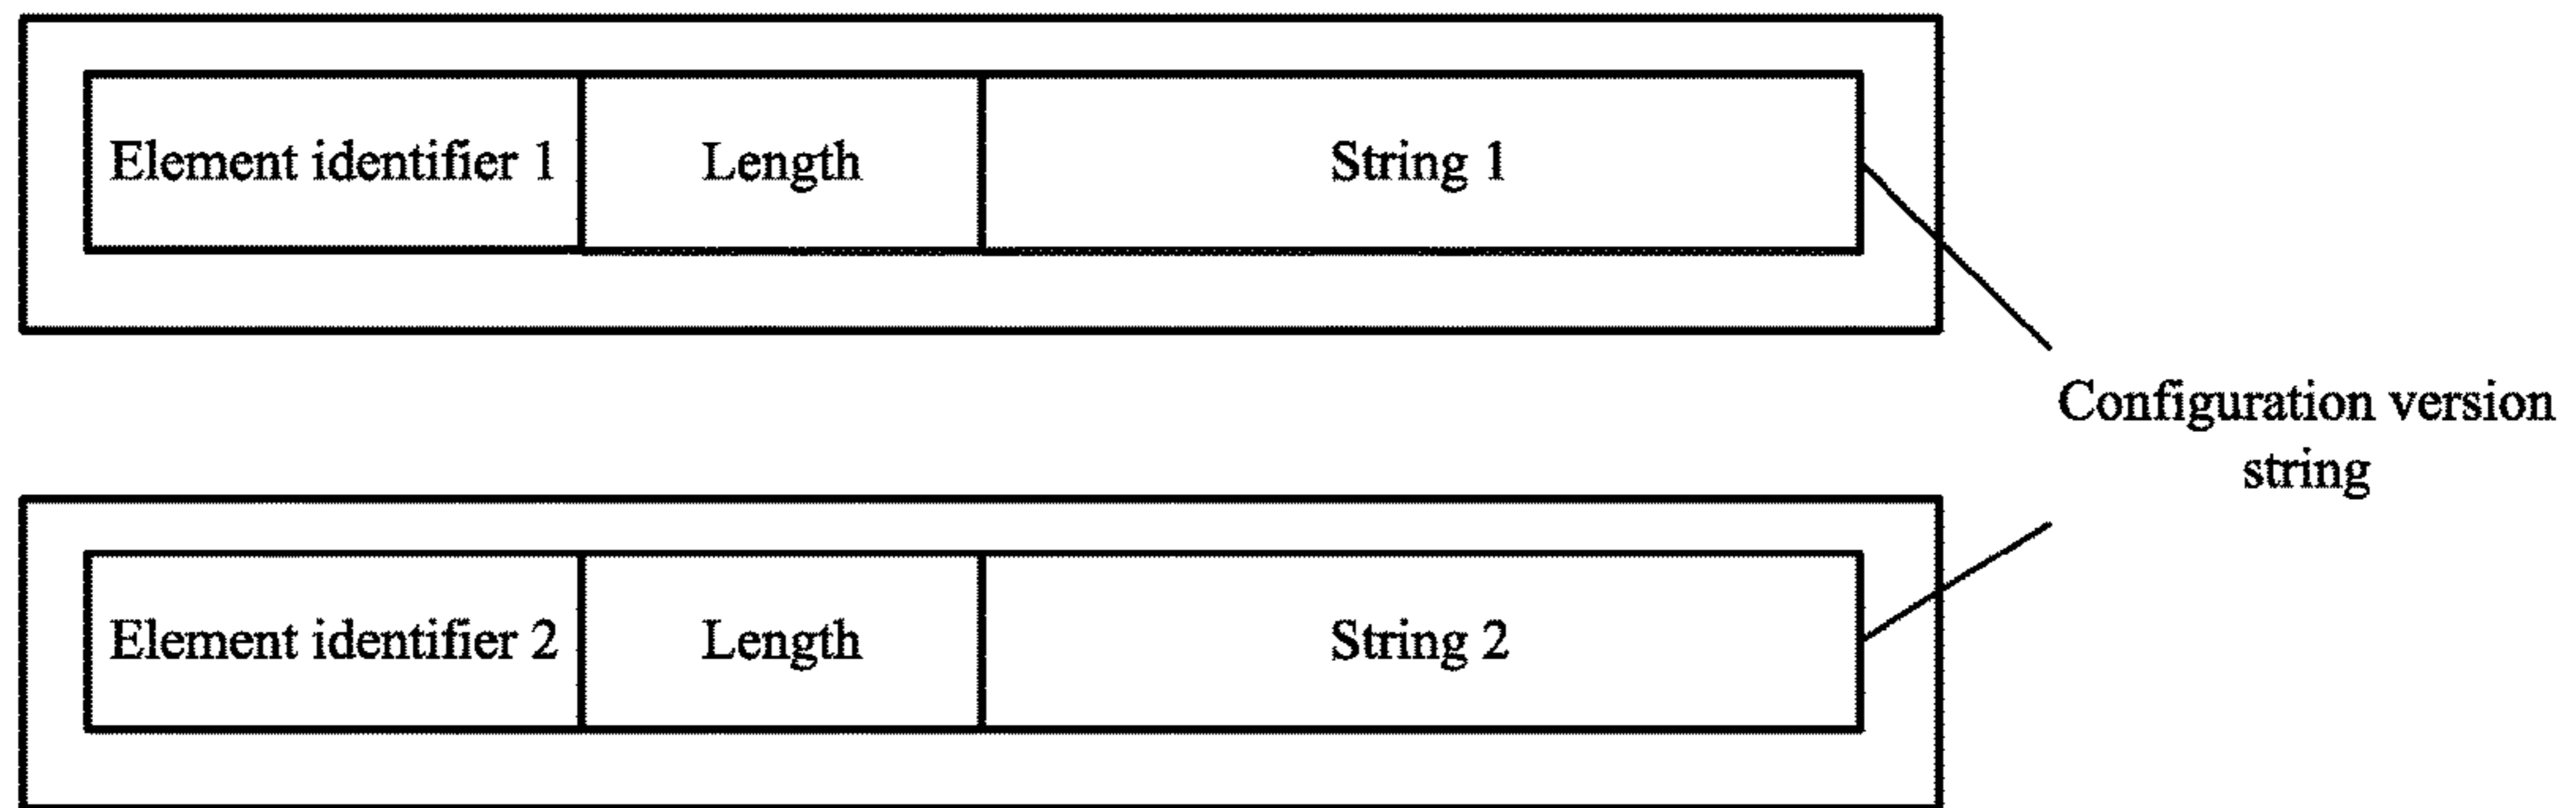 Element identifier 1
Length
String 1
Configuration version
string
Element identifier 2
Length
String 2